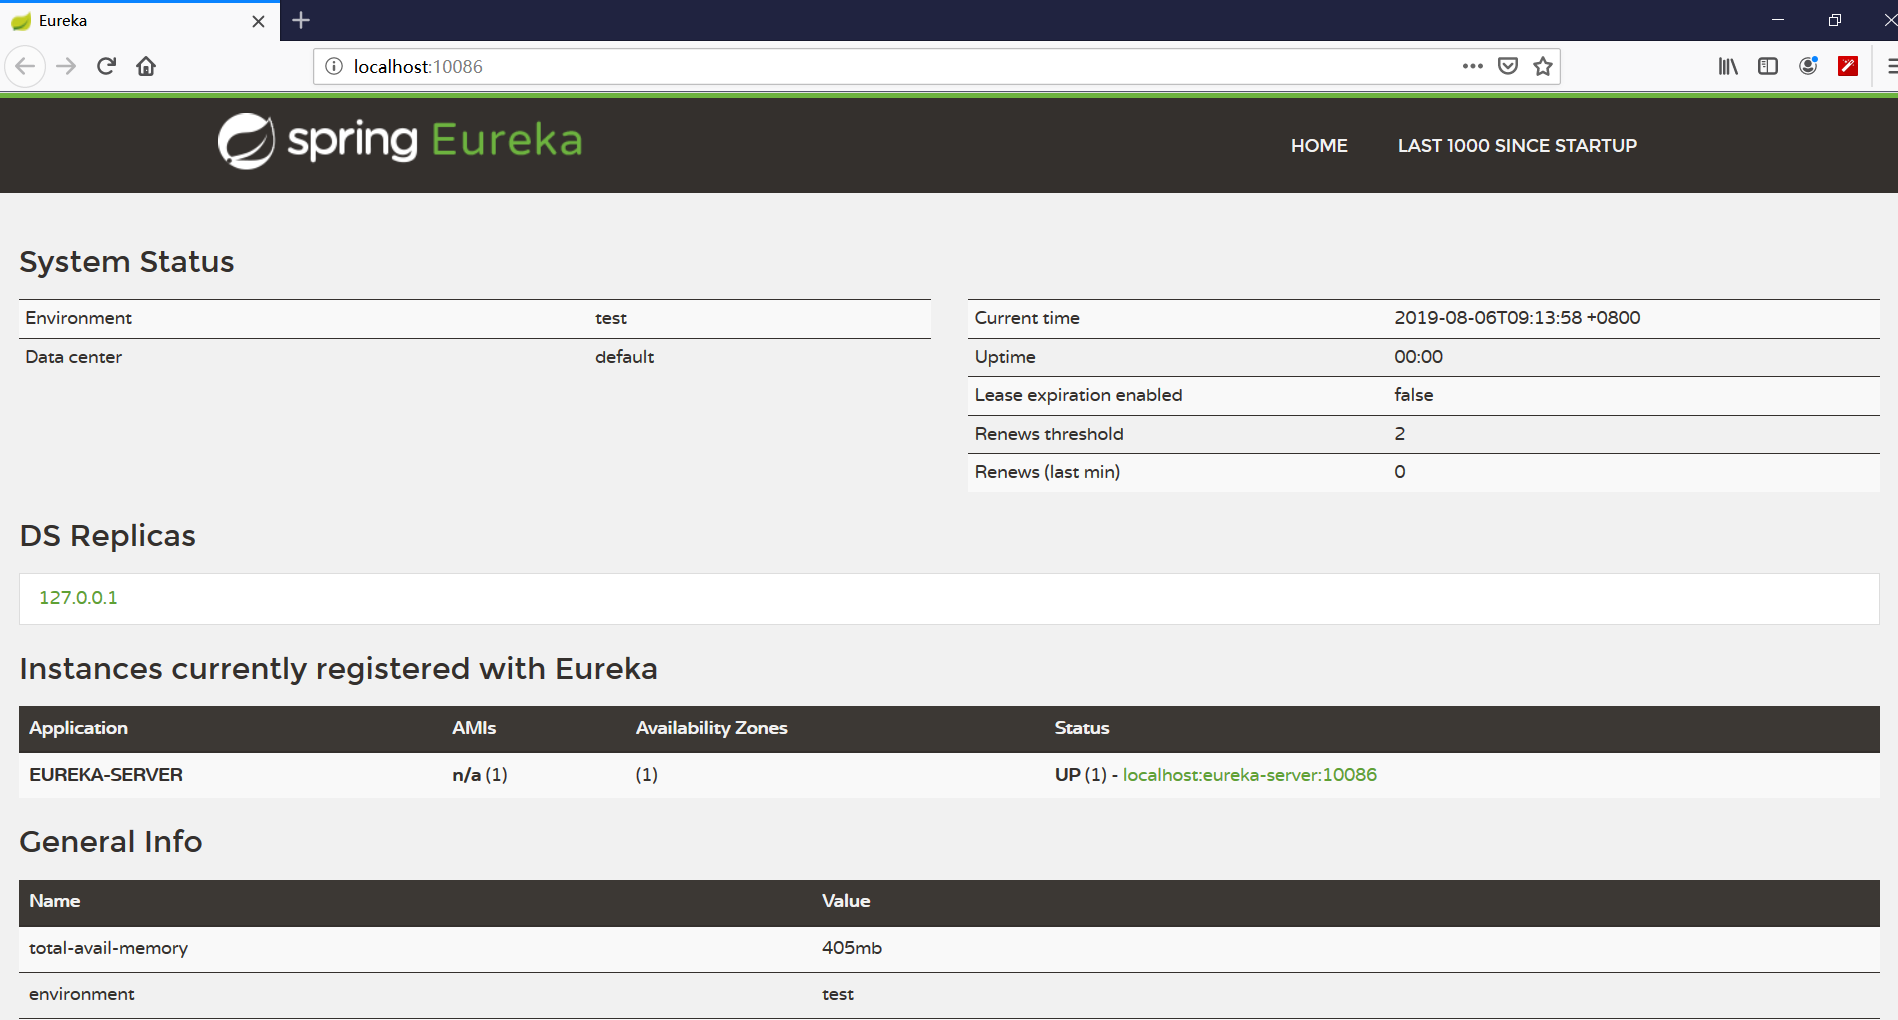 Eureka
localhost:10086
spring Eureka
HOME LAST 1000 SINCE STARTUP
System Status
Environment test
Data center default
Current time 2019-08-06T09:13:58 +0800
Uptime 00:00
Lease expiration enabled false
Renews threshold 2
Renews (last min) 0
DS Replicas
127.0.0.1
Instances currently registered with Eureka
Application AMIs Availability Zones Status
EUREKA-SERVER n/a (1) (1) UP (1) - localhost:eureka-server:10086
General Info
Name Value
total-avail-memory 405mb
environment test